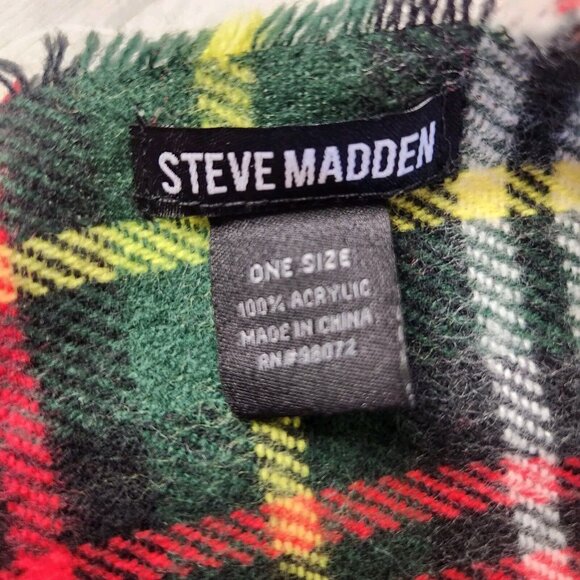 STEVE MADDEN
ONE SIZE
100% ACRYLIC
MADE IN CHINA
RN#98072